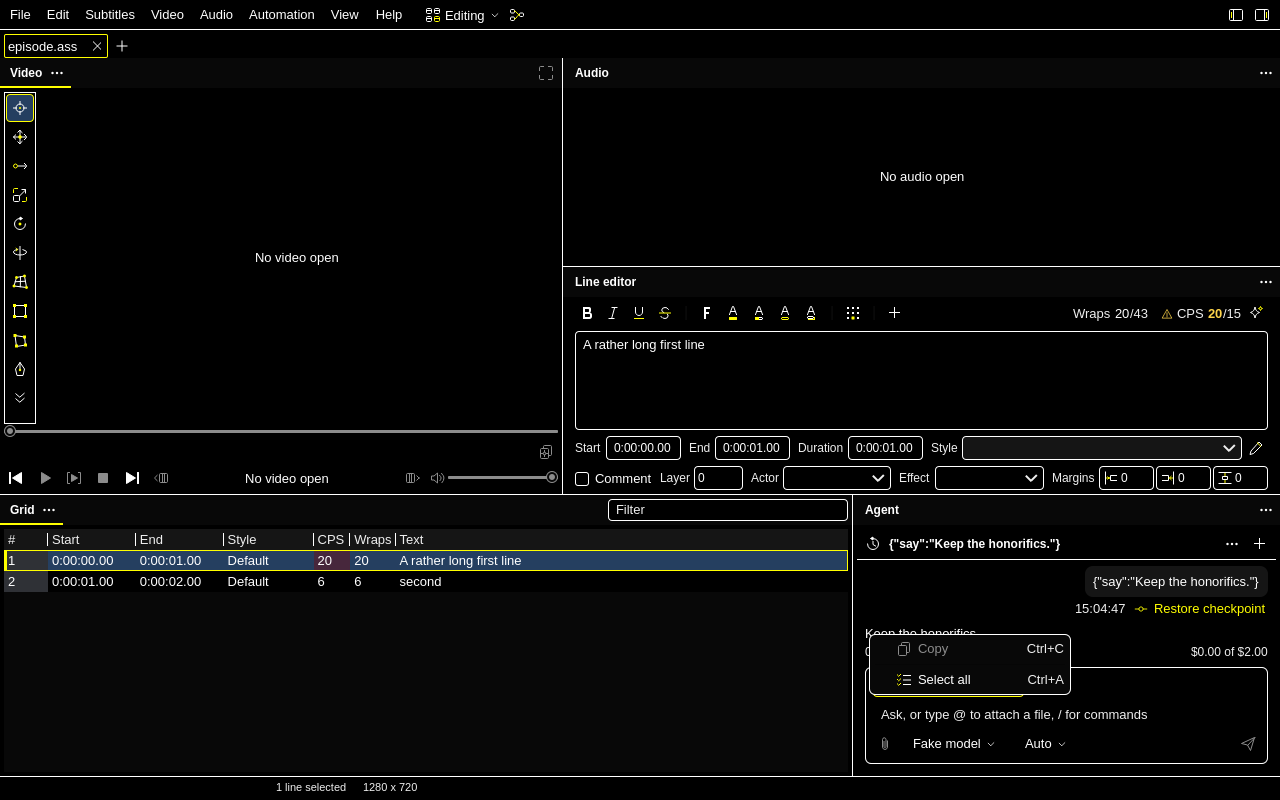 File Edit Subtitles Video Audio Automation View Help Editing
episode.ass
Video
Audio
No video open
No audio open
Line editor
Wraps 20/43 CPS 20/15
A rather long first line
Start 0:00:00.00 End 0:00:01.00 Duration 0:00:01.00 Style
Comment Layer 0 Actor Effect Margins 0 0 0
No video open
Grid
Filter
# Start End Style CPS Wraps Text
1 0:00:00.00 0:00:01.00 Default 20 20 A rather long first line
2 0:00:01.00 0:00:02.00 Default 6 6 second
Agent
{"say":"Keep the honorifics."}
{"say":"Keep the honorifics."}
15:04:47 Restore checkpoint
Keep the honorifics.
$0.00 of $2.00
Copy Ctrl+C
Select all Ctrl+A
Ask, or type @ to attach a file, / for commands
Fake model Auto
1 line selected 1280 x 720